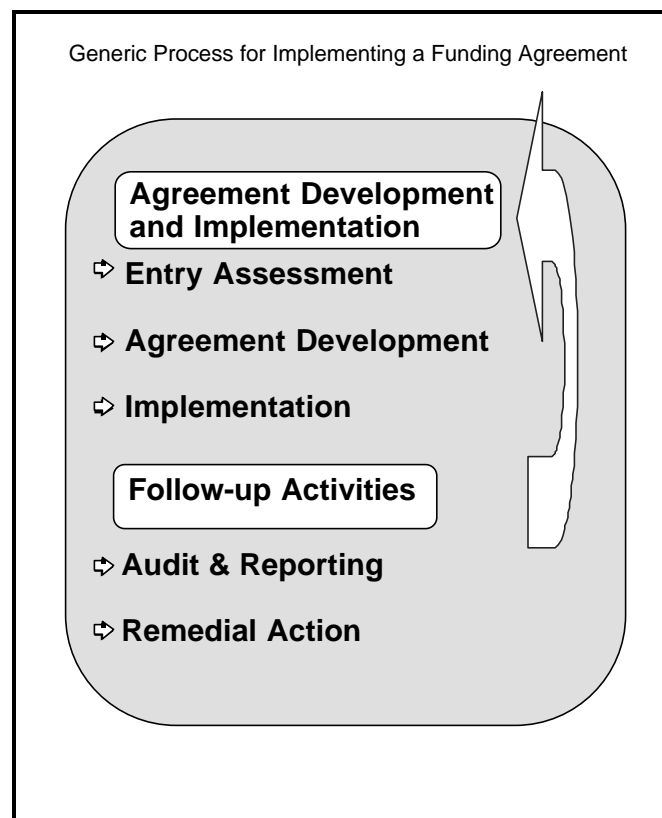 Generic Process for Implementing a Funding Agreement
Agreement Development
and Implementation
Entry Assessment
Agreement Development
Implementation
Follow-up Activities
Audit & Reporting
Remedial Action